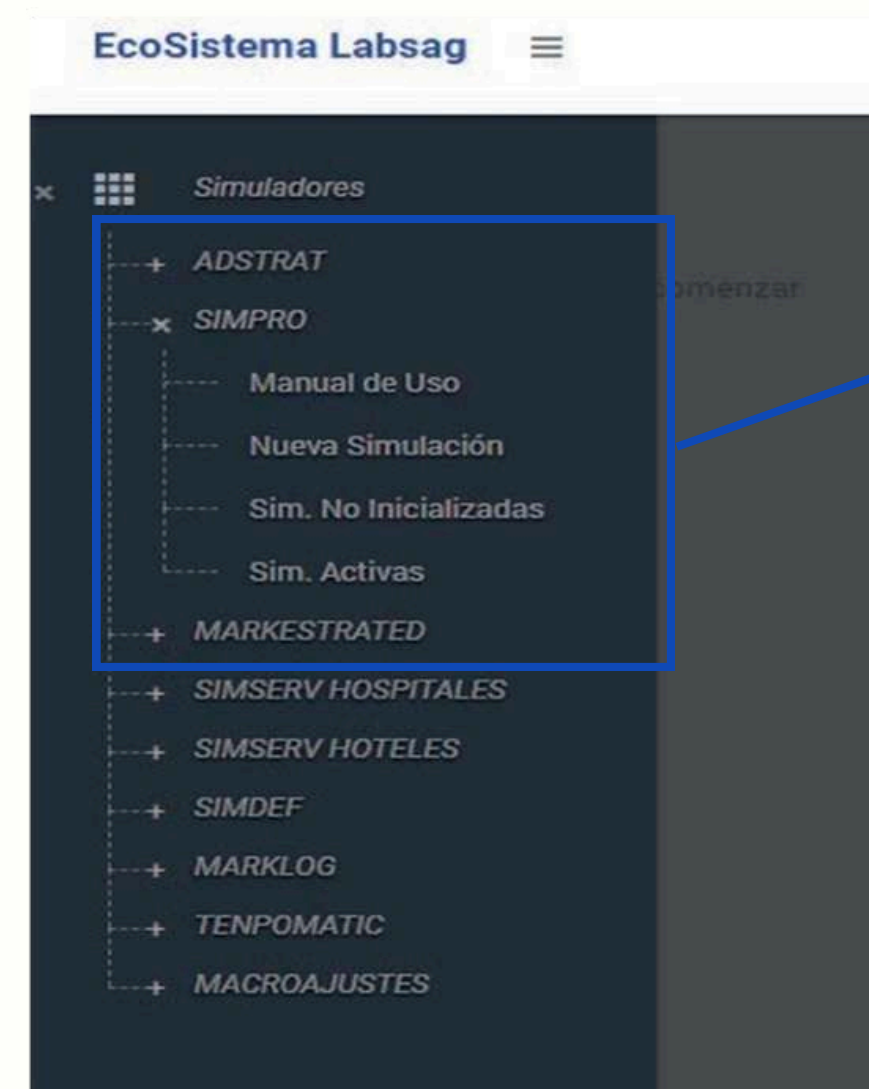 EcoSistema Labsag
Simuladores
ADSTRAT
comenzar
SIMPRO
Manual de Uso
Nueva Simulación
Sim. No Inicializadas
Sim. Activas
MARKESTRATED
SIMSERV HOSPITALES
SIMSERV HOTELES
SIMDEF
MARKLOG
TENPOMATIC
MACROAJUSTES